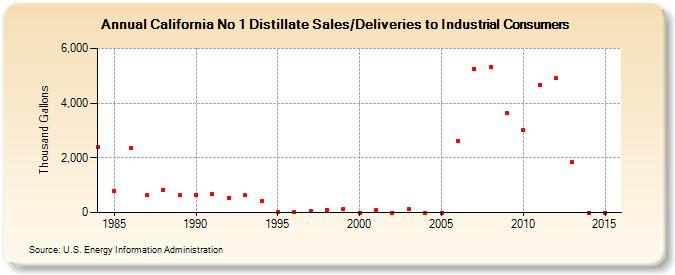 Annual California No 1 Distillate Sales/Deliveries to Industrial Consumers
Thousand Gallons
6,000
4,000
2,000
0
1985 1990 1995 2000 2005 2010 2015
Source: U.S. Energy Information Administration